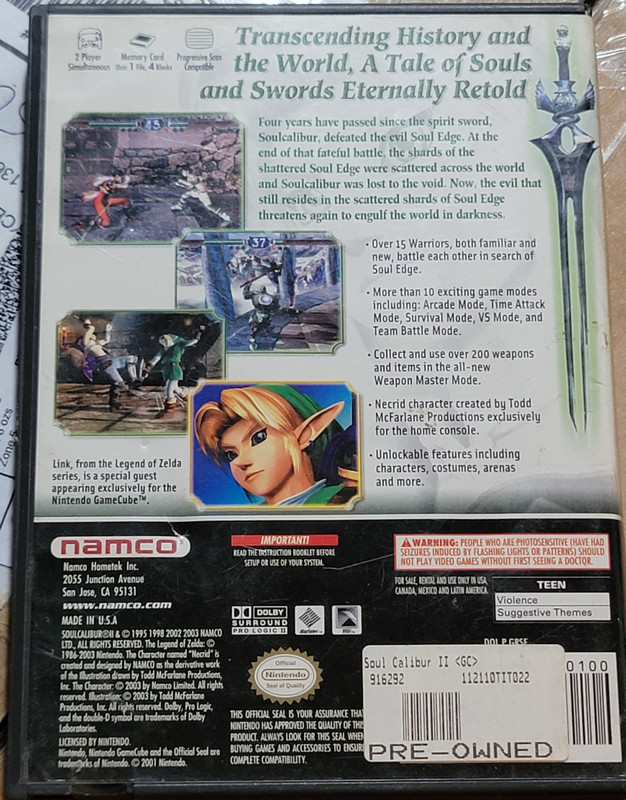 2 Player
Simultaneous
Memory Card
Uses 1 File, 4 Blocks
Progressive Scan
Compatible
Transcending History and
the World, A Tale of Souls
and Swords Eternally Retold
Four years have passed since the spirit sword,
Soulcalibur, defeated the evil Soul Edge. At the
end of that fateful battle, the shards of the
shattered Soul Edge were scattered across the world
and Soulcalibur was lost to the void. Now, the evil that
still resides in the scattered shards of Soul Edge
threatens again to engulf the world in darkness.
45
37
• Over 15 Warriors, both familiar and
new, battle each other in search of
Soul Edge.
• More than 10 exciting game modes
including: Arcade Mode, Time Attack
Mode, Survival Mode, VS Mode, and
Team Battle Mode.
• Collect and use over 200 weapons
and items in the all-new
Weapon Master Mode.
• Necrid character created by Todd
McFarlane Productions exclusively
for the home console.
• Unlockable features including
characters, costumes, arenas
and more.
Link, from the Legend of Zelda
series, is a special guest
appearing exclusively for the
Nintendo GameCube™.
namco®
Namco Hometek Inc.
2055 Junction Avenue
San Jose, CA 95131
www.namco.com
MADE IN U.S.A
SOULCALIBUR®II & © 1995 1998 2002 2003 NAMCO
LTD., ALL RIGHTS RESERVED. The Legend of Zelda: ©
1986-2003 Nintendo. The Character named "Necrid" is
created and designed by NAMCO as the derivative work
of the Illustration drawn by Todd McFarlane Productions,
Inc. The Character: © 2003 by Namco Limited. All rights
reserved. Illustration: © 2003 by Todd McFarlane
Productions, Inc. All rights reserved. Dolby, Pro Logic,
and the double-D symbol are trademarks of Dolby
Laboratories.
LICENSED BY NINTENDO.
Nintendo, Nintendo GameCube and the Official Seal are
trademarks of Nintendo. © 2001 Nintendo.
IMPORTANT!
READ THE INSTRUCTION BOOKLET BEFORE
SETUP OR USE OF YOUR SYSTEM.
DOLBY
SURROUND
PRO LOGIC II
Official
Nintendo
Seal of Quality
THIS OFFICIAL SEAL IS YOUR ASSURANCE THAT
NINTENDO HAS APPROVED THE QUALITY OF THIS
PRODUCT. ALWAYS LOOK FOR THIS SEAL WHEN
BUYING GAMES AND ACCESSORIES TO ENSURE
COMPLETE COMPATIBILITY.
WARNING: PEOPLE WHO ARE PHOTOSENSITIVE (HAVE HAD
SEIZURES INDUCED BY FLASHING LIGHTS OR PATTERNS) SHOULD
NOT PLAY VIDEO GAMES WITHOUT FIRST SEEING A DOCTOR.
FOR SALE, RENTAL AND USE ONLY IN USA,
CANADA, MEXICO AND LATIN AMERICA.
TEEN
Violence
Suggestive Themes
DOL P GRSE
Soul Calibur II <GC>
916292 112110TIT022
PRE-OWNED
0100